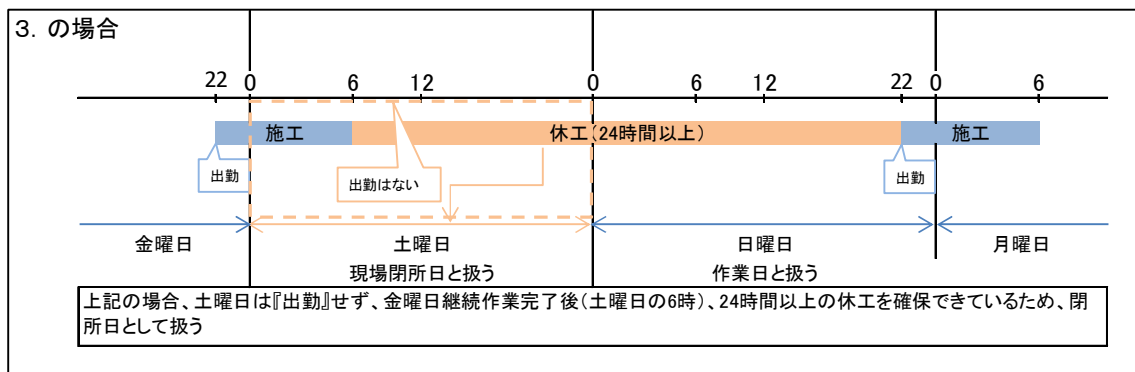 3．の場合
22 0 6 12 0 6 12 22 0 6
施工 休工(24時間以上) 施工
出勤 出勤はない 出勤
金曜日 土曜日 日曜日 月曜日
現場閉所日と扱う 作業日と扱う
上記の場合、土曜日は『出勤』せず、金曜日継続作業完了後(土曜日の6時)、24時間以上の休工を確保できているため、閉
所日として扱う